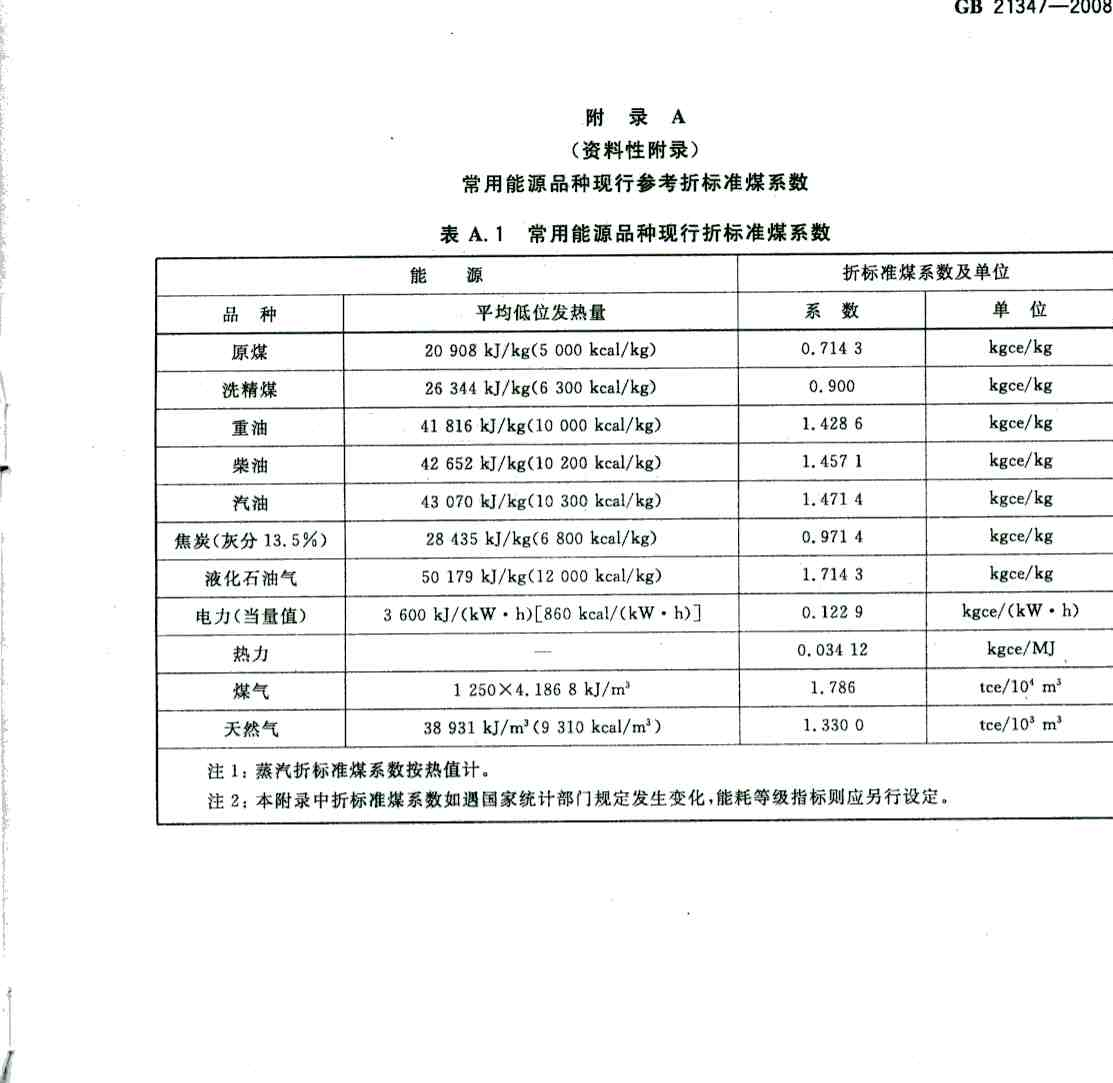 GB 21347—2008
附 录 A
（资料性附录）
常用能源品种现行参考折标准煤系数
表 A.1 常用能源品种现行折标准煤系数
能 源 折标准煤系数及单位
品 种 平均低位发热量 系 数 单 位
原煤 20 908 kJ/kg(5 000 kcal/kg) 0.714 3 kgce/kg
洗精煤 26 344 kJ/kg(6 300 kcal/kg) 0.900 kgce/kg
重油 41 816 kJ/kg(10 000 kcal/kg) 1.428 6 kgce/kg
柴油 42 652 kJ/kg(10 200 kcal/kg) 1.457 1 kgce/kg
汽油 43 070 kJ/kg(10 300 kcal/kg) 1.471 4 kgce/kg
焦炭(灰分 13.5%) 28 435 kJ/kg(6 800 kcal/kg) 0.971 4 kgce/kg
液化石油气 50 179 kJ/kg(12 000 kcal/kg) 1.714 3 kgce/kg
电力(当量值) 3 600 kJ/(kW·h)[860 kcal/(kW·h)] 0.122 9 kgce/(kW·h)
热力 — 0.034 12 kgce/MJ
煤气 1 250×4.186 8 kJ/m³ 1.786 tce/10⁴ m³
天然气 38 931 kJ/m³(9 310 kcal/m³) 1.330 0 tce/10³ m³
注 1：蒸汽折标准煤系数按热值计。
注 2：本附录中折标准煤系数如遇国家统计部门规定发生变化,能耗等级指标则应另行设定。